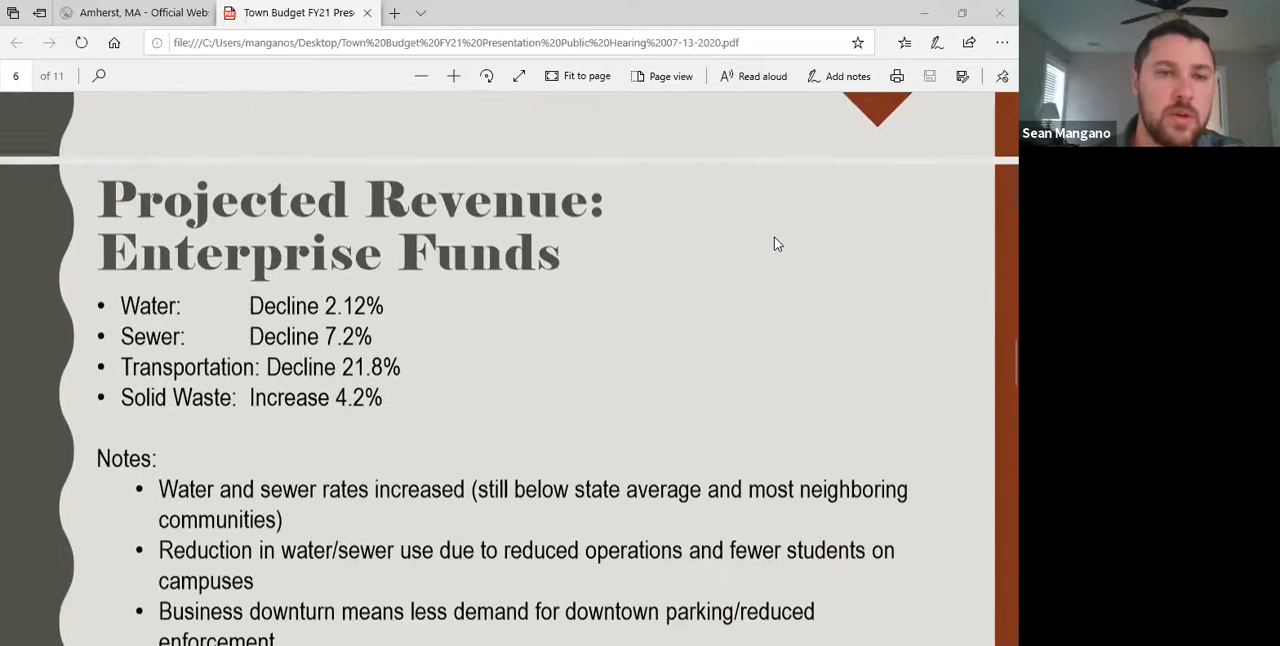 Amherst, MA - Official Web
Town Budget FY21 Pres
file:///C:/Users/manganos/Desktop/Town%20Budget%20FY21%20Presentation%20Public%20Hearing%2007-13-2020.pdf
6 of 11
Fit to page
Page view
Read aloud
Add notes
Sean Mangano
Projected Revenue:
Enterprise Funds
• Water: Decline 2.12%
• Sewer: Decline 7.2%
• Transportation: Decline 21.8%
• Solid Waste: Increase 4.2%
Notes:
• Water and sewer rates increased (still below state average and most neighboring
communities)
• Reduction in water/sewer use due to reduced operations and fewer students on
campuses
• Business downturn means less demand for downtown parking/reduced
enforcement